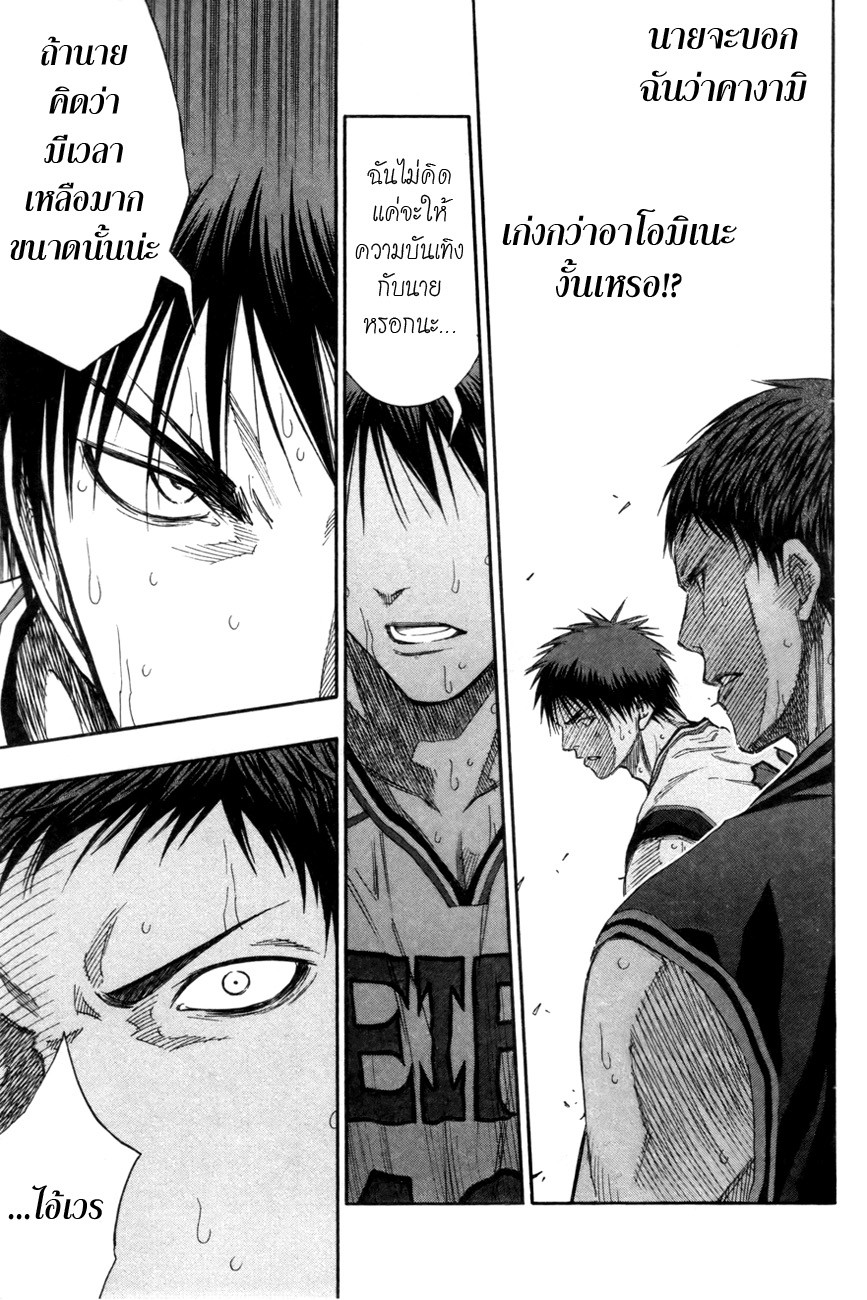 นายจะบอก
ฉันว่าคางามิ
เก่งกว่าอาโอมิเนะ
งั้นเหรอ!?
ฉันไม่คิด
แค่จะให้
ความบันเทิง
กับนาย
หรอกนะ...
ถ้านาย
คิดว่า
มีเวลา
เหลือมาก
ขนาดนั้นน่ะ
...ไอ้เวร